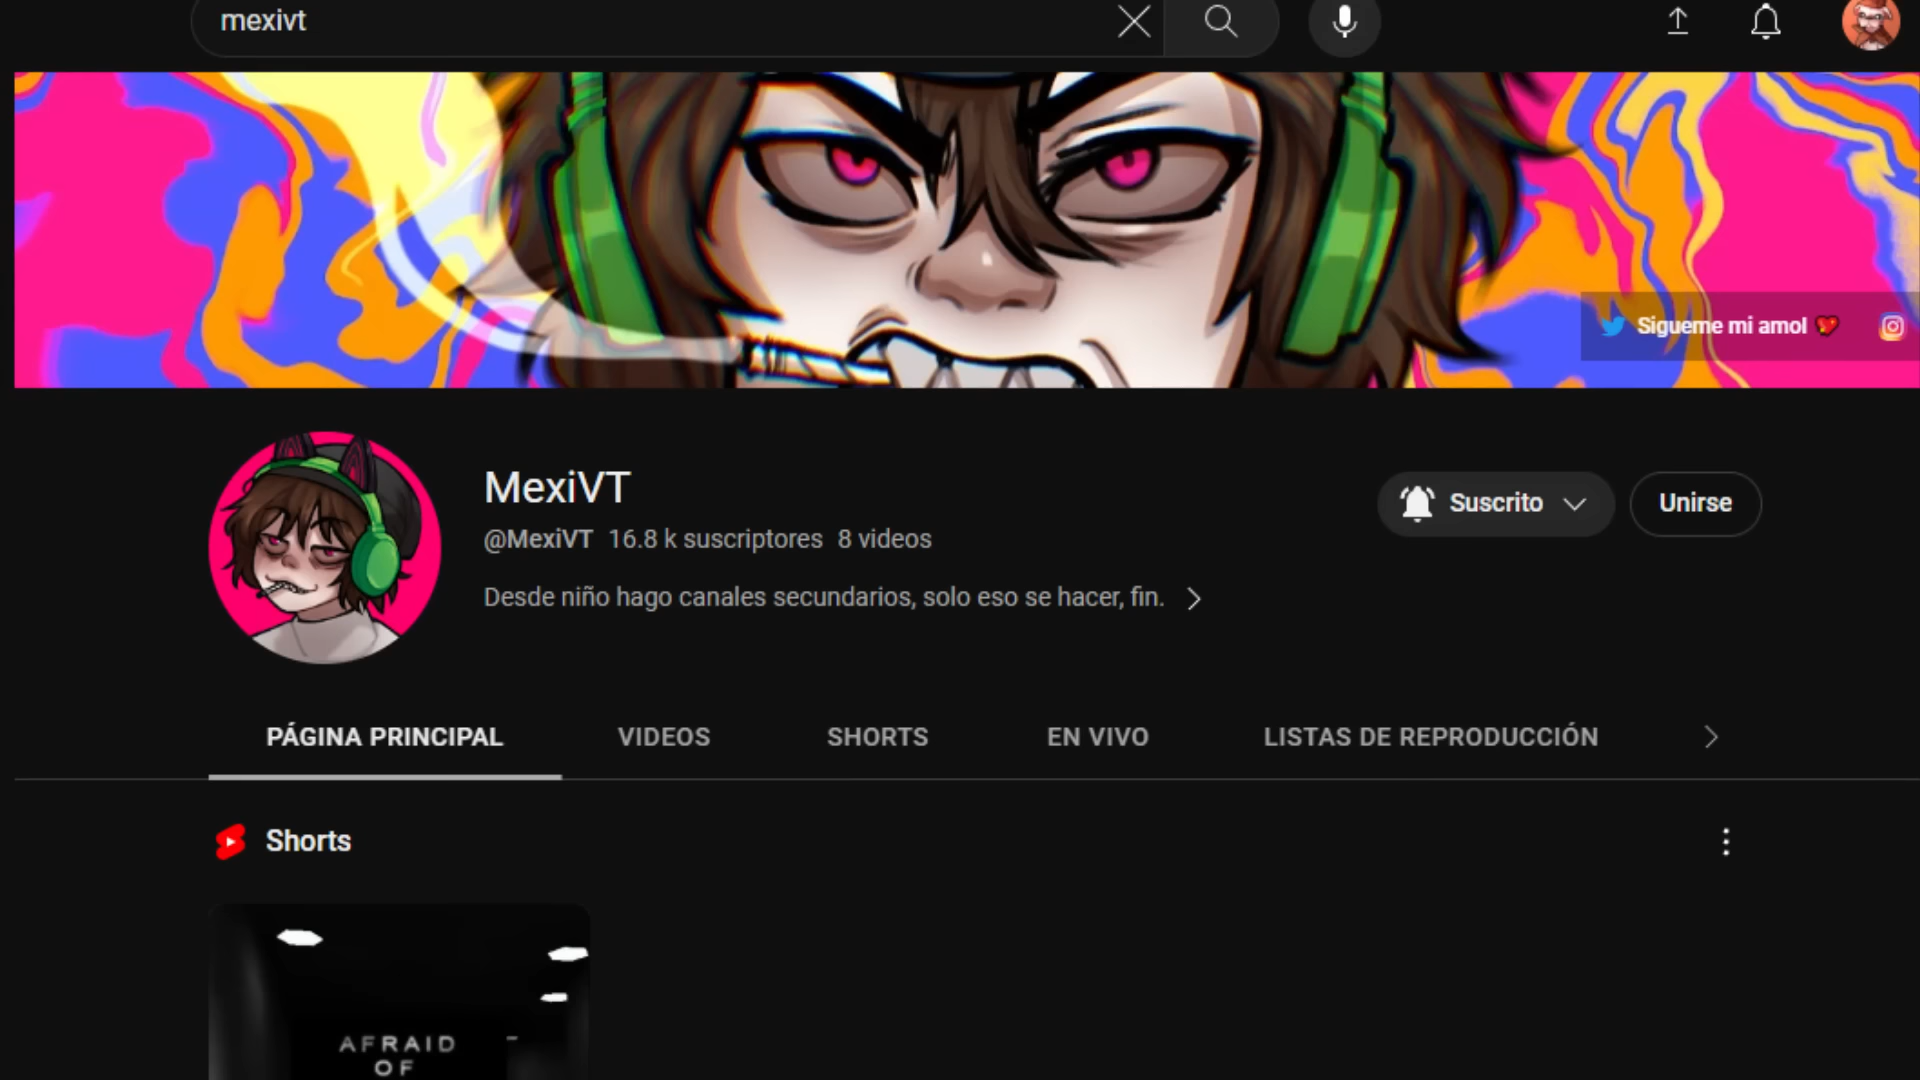 mexivt
Sigueme mi amol
MexiVT
@MexiVT 16.8 k suscriptores 8 videos
Suscrito
Unirse
Desde niño hago canales secundarios, solo eso se hacer, fin.
PÁGINA PRINCIPAL
VIDEOS
SHORTS
EN VIVO
LISTAS DE REPRODUCCIÓN
Shorts
AFRAID
OF